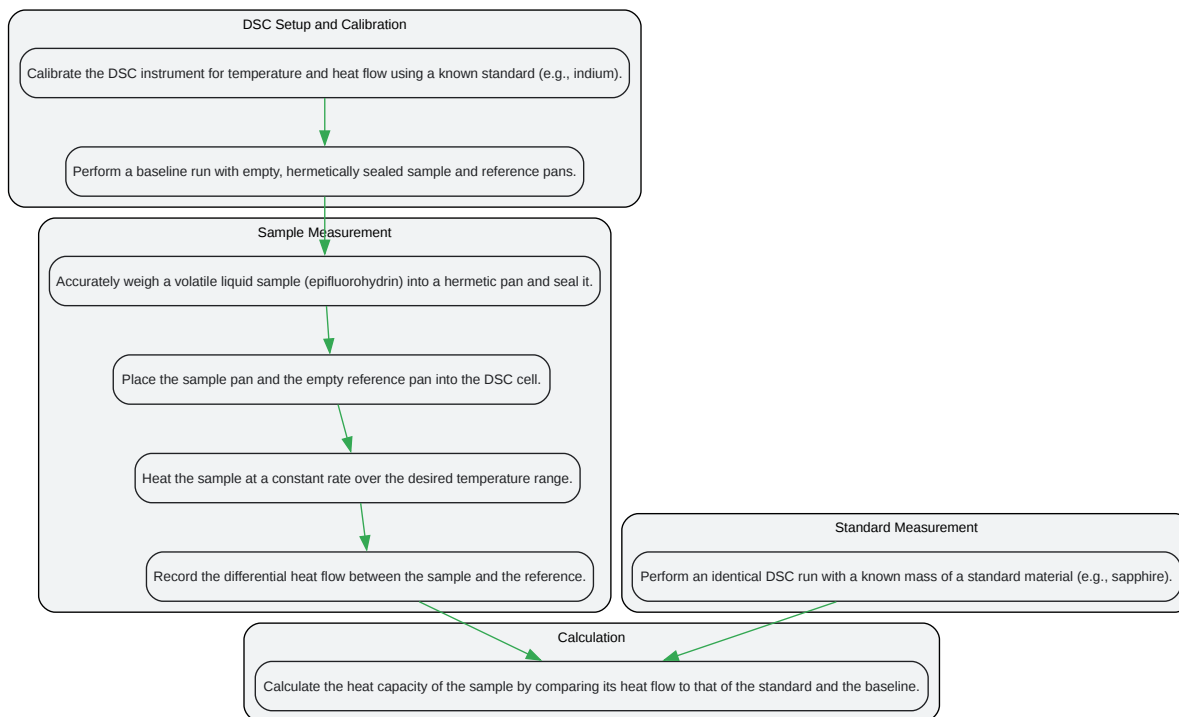 DSC Setup and Calibration
Calibrate the DSC instrument for temperature and heat flow using a known standard (e.g., indium).
Perform a baseline run with empty, hermetically sealed sample and reference pans.
Sample Measurement
Accurately weigh a volatile liquid sample (epifluorohydrin) into a hermetic pan and seal it.
Place the sample pan and the empty reference pan into the DSC cell.
Heat the sample at a constant rate over the desired temperature range.
Record the differential heat flow between the sample and the reference.
Standard Measurement
Perform an identical DSC run with a known mass of a standard material (e.g., sapphire).
Calculation
Calculate the heat capacity of the sample by comparing its heat flow to that of the standard and the baseline.